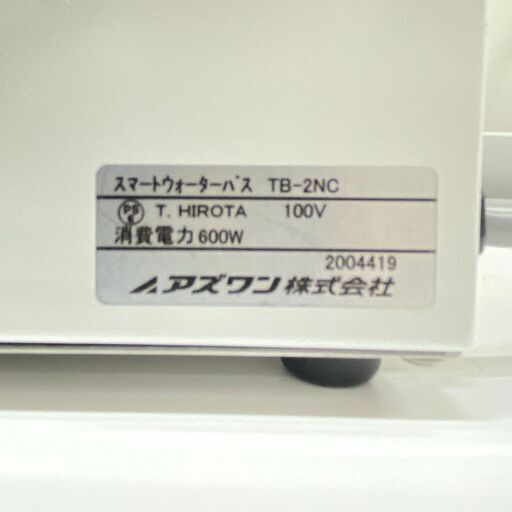 スマートウォーターバス TB-2NC
PS E T. HIROTA 100V
消費電力 600W
2004419
アズワン株式会社